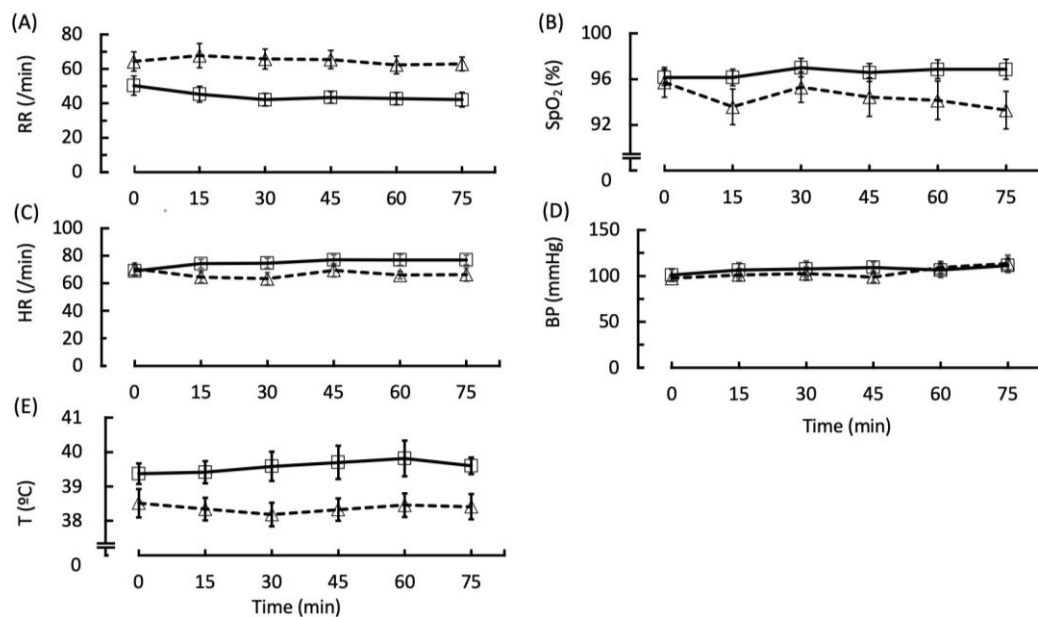 (A)
RR (/min)
80
60
40
20
0
0 15 30 45 60 75
(B)
SpO₂ (%)
100
96
92
0
0 15 30 45 60 75
(C)
HR (/min)
100
80
60
40
20
0
0 15 30 45 60 75
(D)
BP (mmHg)
150
100
50
0
0 15 30 45 60 75
Time (min)
(E)
T (ºC)
41
40
39
38
0
0 15 30 45 60 75
Time (min)